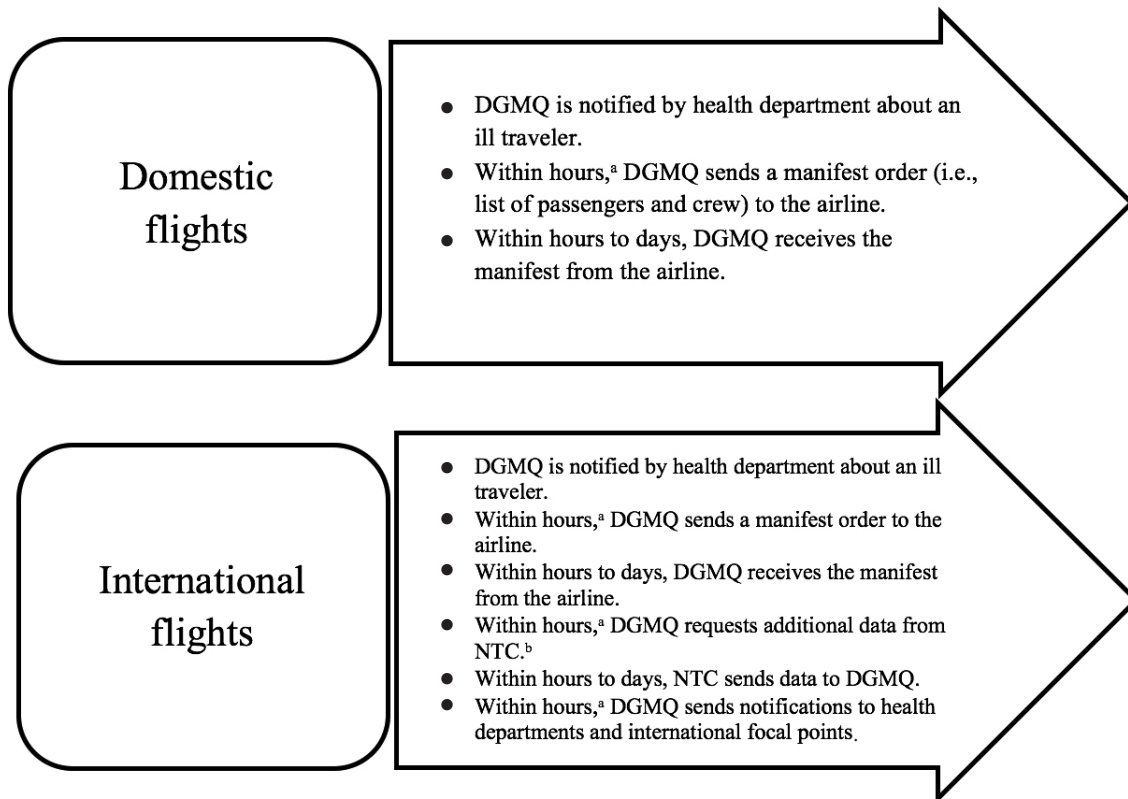 Domestic
flights
● DGMQ is notified by health department about an
ill traveler.
● Within hours,ᵃ DGMQ sends a manifest order (i.e.,
list of passengers and crew) to the airline.
● Within hours to days, DGMQ receives the
manifest from the airline.
International
flights
● DGMQ is notified by health department about an ill
traveler.
● Within hours,ᵃ DGMQ sends a manifest order to the
airline.
● Within hours to days, DGMQ receives the manifest
from the airline.
● Within hours,ᵃ DGMQ requests additional data from
NTC.ᵇ
● Within hours to days, NTC sends data to DGMQ.
● Within hours,ᵃ DGMQ sends notifications to health
departments and international focal points.